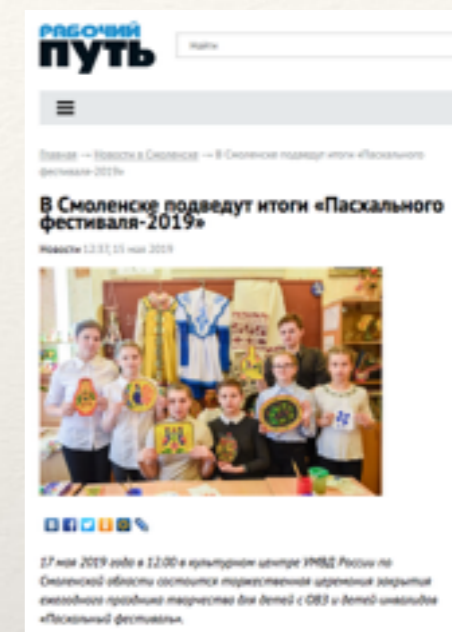 РАБОЧИЙ
ПУТЬ
Найти
Главная → Новости в Смоленске → В Смоленске подведут итоги «Пасхального
фестиваля-2019»
В Смоленске подведут итоги «Пасхального
фестиваля-2019»
Новости 12:37, 15 мая 2019
17 мая 2019 года в 12.00 в культурном центре УМВД России по
Смоленской области состоится торжественная церемония закрытия
ежегодного праздника творчества для детей с ОВЗ и детей-инвалидов
«Пасхальный фестиваль».